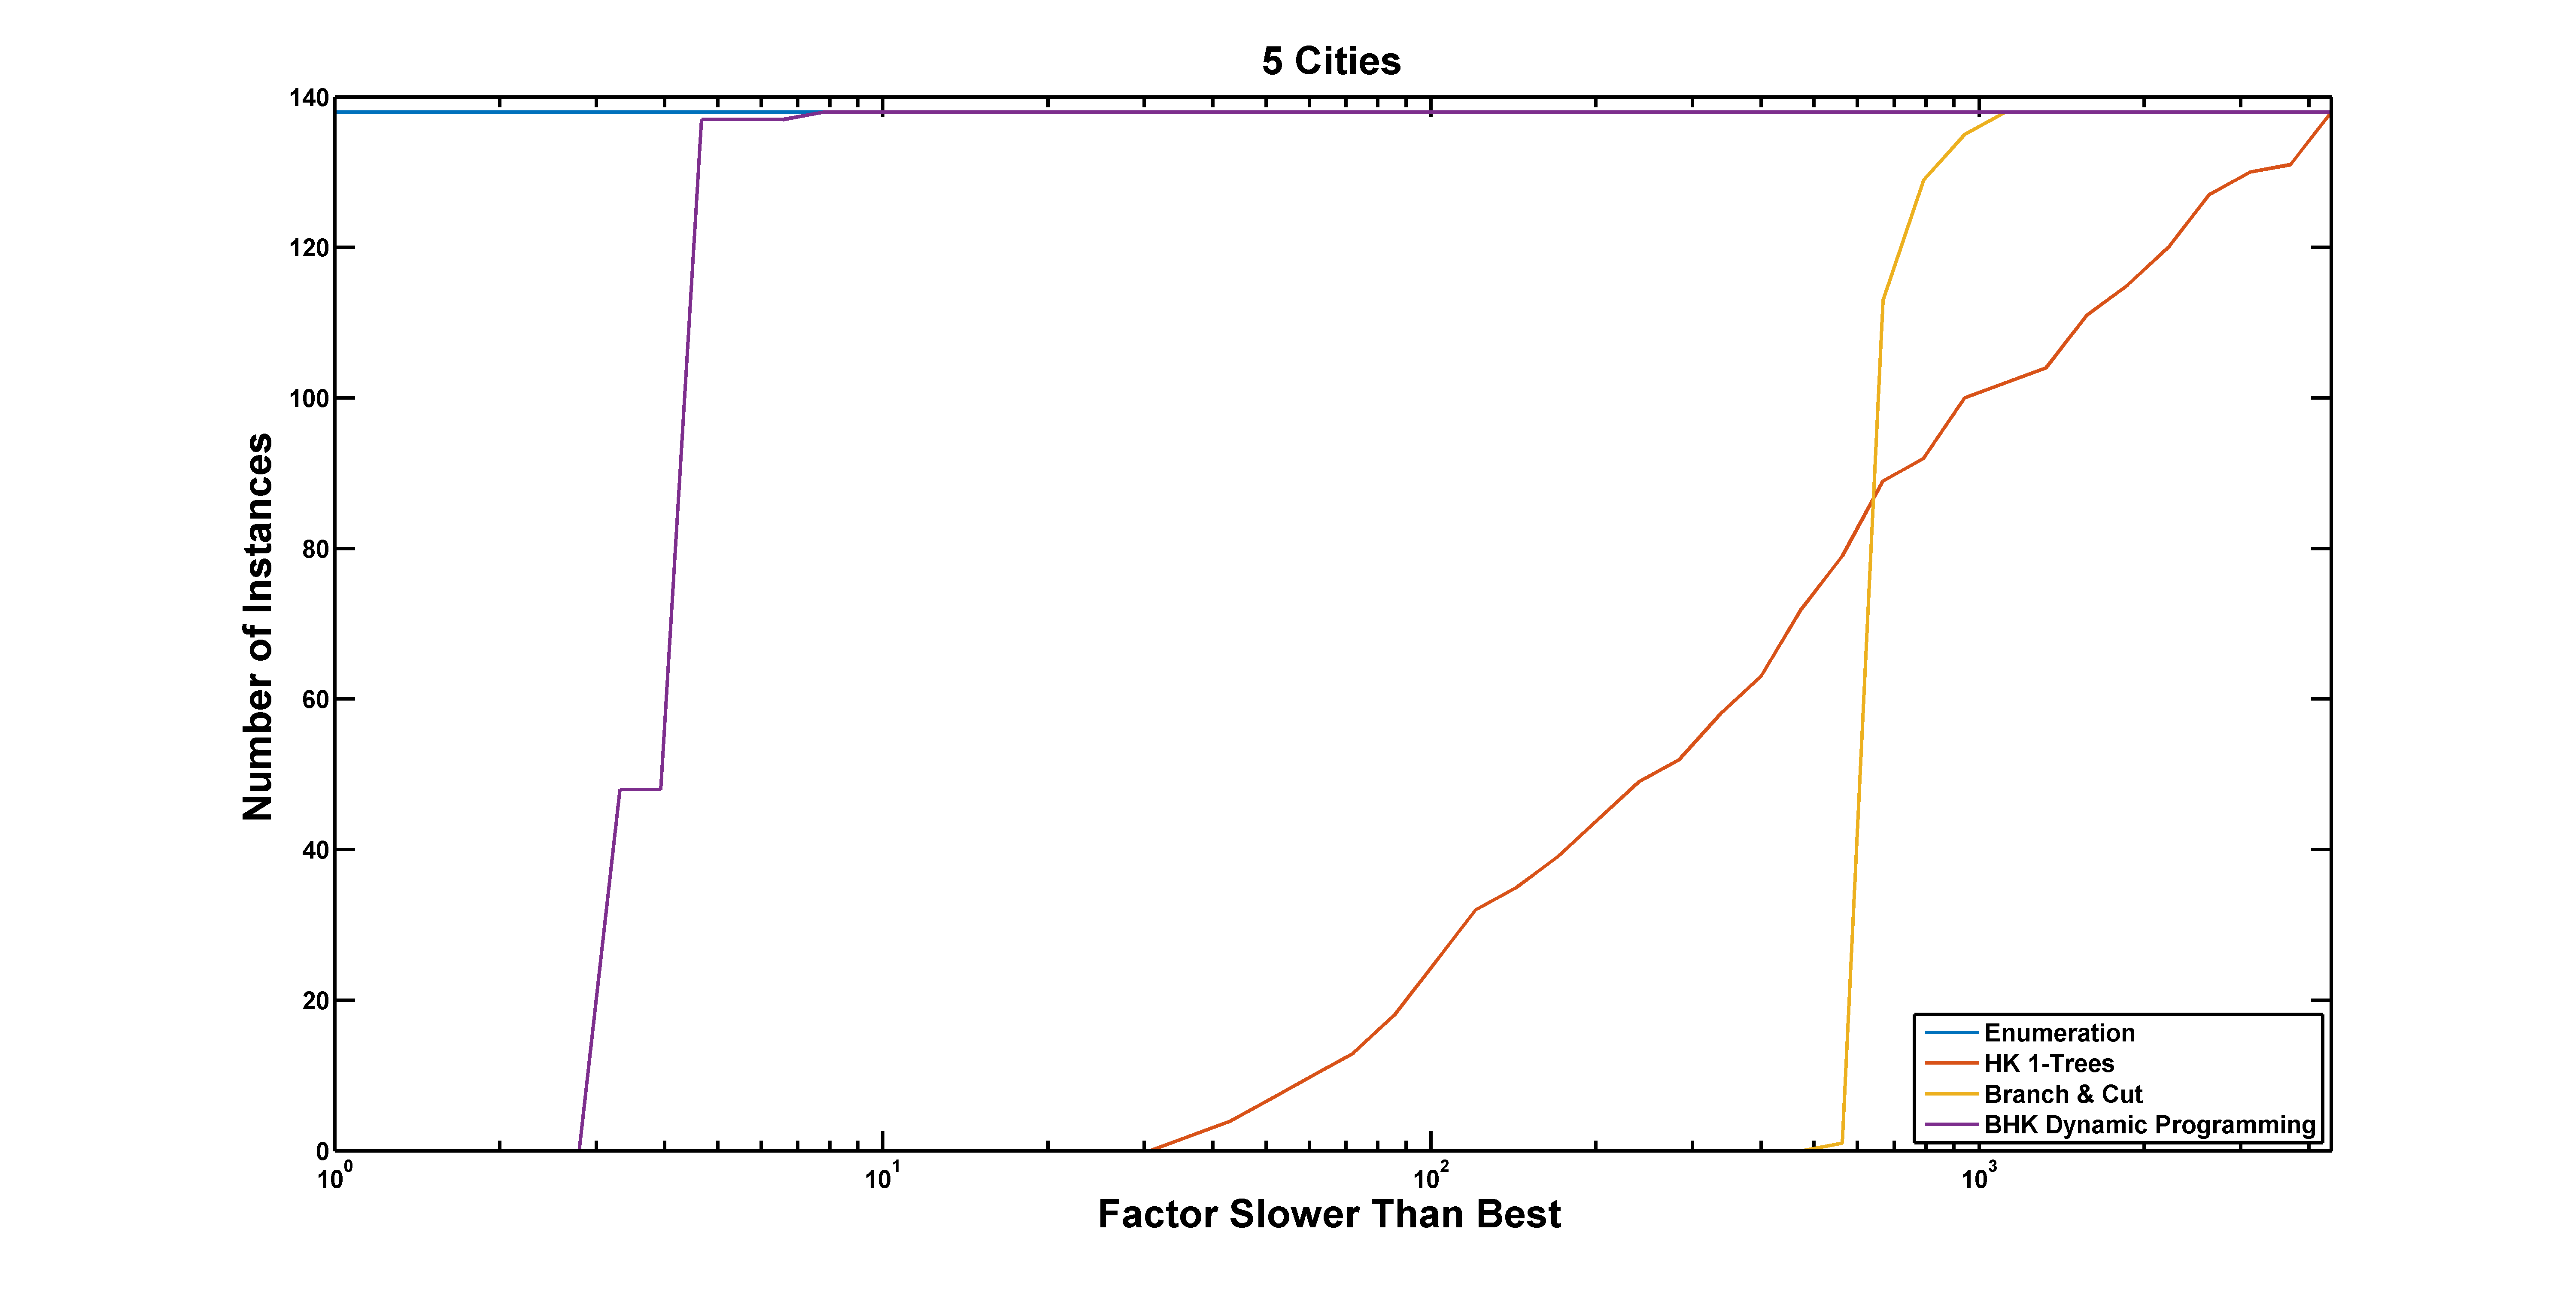 5 Cities
140
120
100
80
60
40
20
0
Number of Instances
10^0 10^1 10^2 10^3
Factor Slower Than Best
Enumeration
HK 1-Trees
Branch & Cut
BHK Dynamic Programming